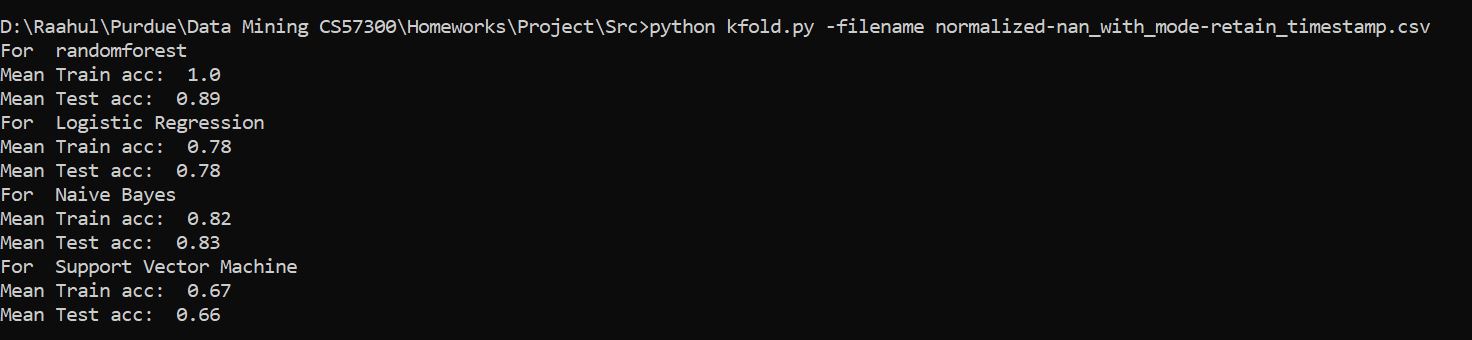 D:\Raahul\Purdue\Data Mining CS57300\Homeworks\Project\Src>python kfold.py -filename normalized-nan_with_mode-retain_timestamp.csv
For  randomforest
Mean Train acc:  1.0
Mean Test acc:  0.89
For  Logistic Regression
Mean Train acc:  0.78
Mean Test acc:  0.78
For  Naive Bayes
Mean Train acc:  0.82
Mean Test acc:  0.83
For  Support Vector Machine
Mean Train acc:  0.67
Mean Test acc:  0.66